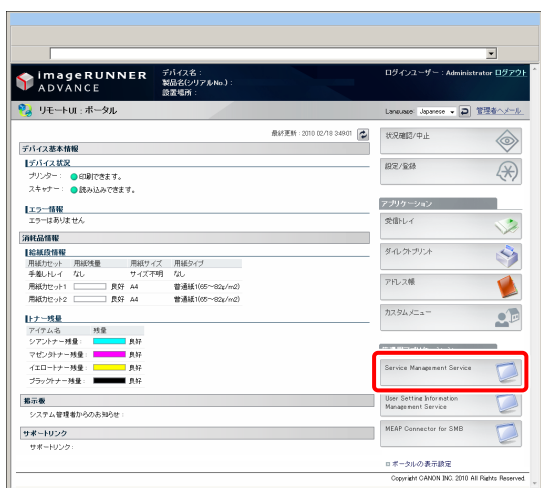 imageRUNNER
ADVANCE
デバイス名 :
製品名(シリアルNo.) :
設置場所 :
ログインユーザー : Administrator ログアウト
リモートUI : ポータル
Language: Japanese
管理者へメール
最終更新 : 2010 02/18 34901
デバイス基本情報
デバイス状況
プリンター : 印刷できます。
スキャナー : 読み込みできます。
エラー情報
エラーはありません
消耗品情報
給紙段情報
用紙カセット 用紙残量 用紙サイズ 用紙タイプ
手差しトレイ なし サイズ不明 なし
用紙カセット1 良好 A4 普通紙1(65～82g/m2)
用紙カセット2 良好 A4 普通紙1(65～82g/m2)
トナー残量
アイテム名 残量
シアントナー残量 : 良好
マゼンタトナー残量 : 良好
イエロートナー残量 : 良好
ブラックトナー残量 : 良好
掲示板
システム管理者からのお知らせ :
サポートリンク
サポートリンク :
状況確認/中止
設定/登録
アプリケーション
受信トレイ
ダイレクトプリント
アドレス帳
カスタムメニュー
Service Management Service
User Setting Information
Management Service
MEAP Connector for SMB
ポータルの表示設定
Copyright CANON INC. 2010 All Rights Reserved